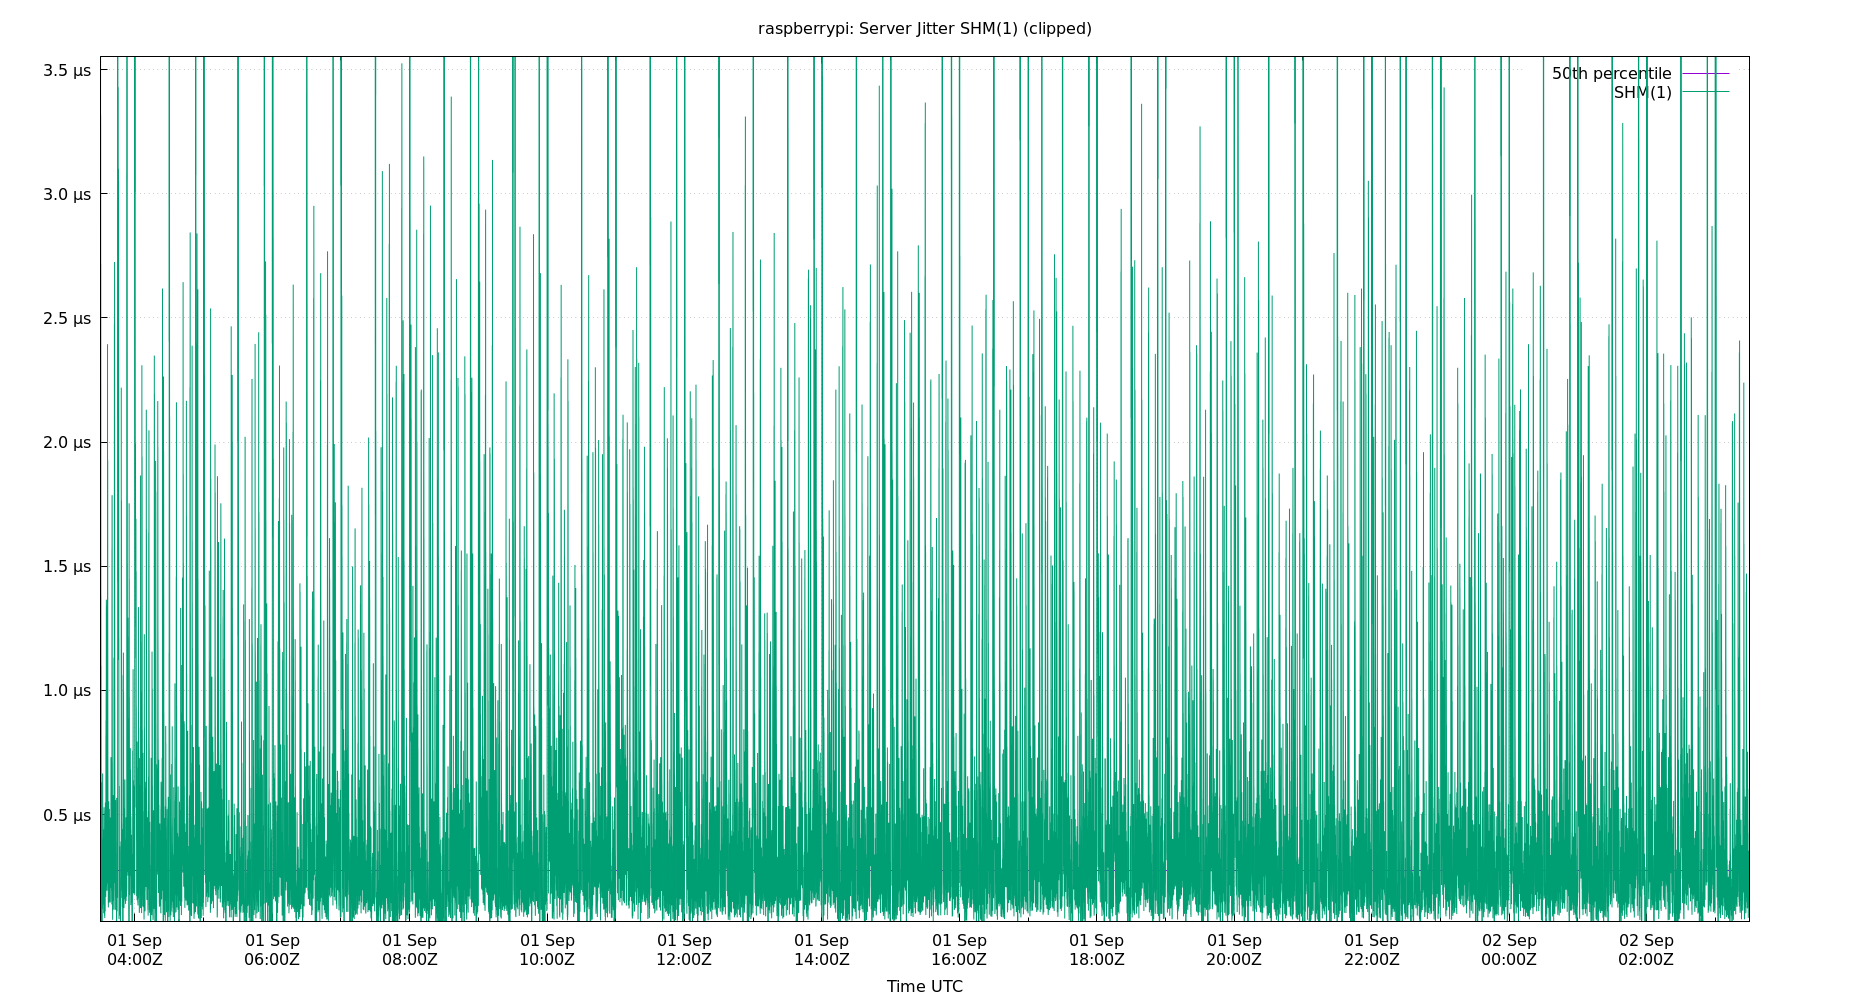 raspberrypi: Server Jitter SHM(1) (clipped)
3.5 µs
50th percentile
SHM(1)
3.0 µs
2.5 µs
2.0 µs
1.5 µs
1.0 µs
0.5 µs
01 Sep 01 Sep 01 Sep 01 Sep 01 Sep 01 Sep 01 Sep 01 Sep 01 Sep 01 Sep 02 Sep 02 Sep
04:00Z 06:00Z 08:00Z 10:00Z 12:00Z 14:00Z 16:00Z 18:00Z 20:00Z 22:00Z 00:00Z 02:00Z
Time UTC